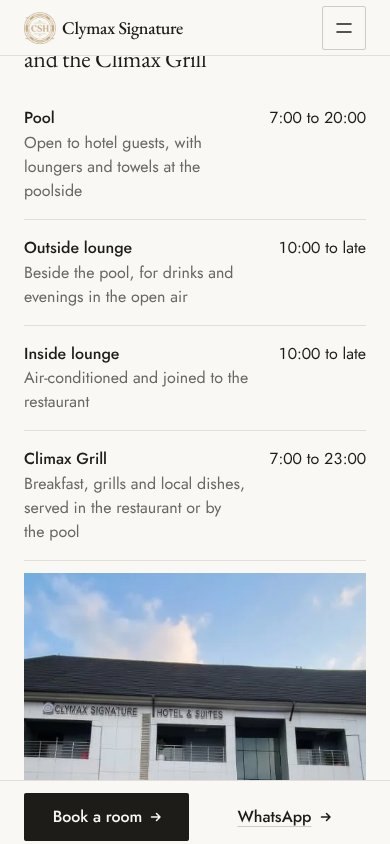 CSH
Clymax Signature
and the Climax Grill
Pool
7:00 to 20:00
Open to hotel guests, with
loungers and towels at the
poolside
Outside lounge
10:00 to late
Beside the pool, for drinks and
evenings in the open air
Inside lounge
10:00 to late
Air-conditioned and joined to the
restaurant
Climax Grill
7:00 to 23:00
Breakfast, grills and local dishes,
served in the restaurant or by
the pool
CLYMAX SIGNATURE HOTEL & SUITES
Book a room →
WhatsApp →